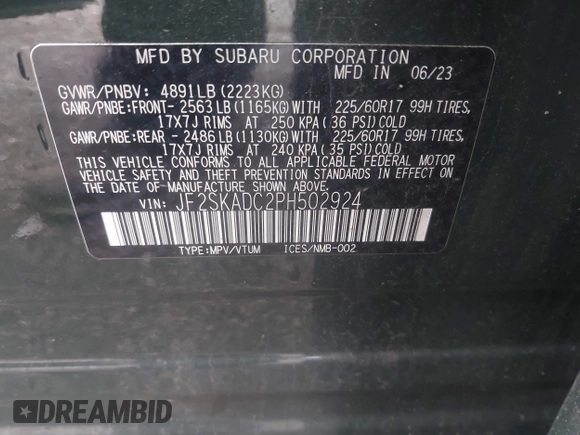 MFD BY SUBARU CORPORATION
MFD IN 06/23
GVWR/PNBV: 4891LB(2223KG)
GAWR/PNBE:FRONT- 2563LB(1165KG)WITH 225/60R17 99H TIRES,
17X7J RIMS AT 250 KPA(36 PSI)COLD
GAWR/PNBE:REAR - 2486LB(1130KG)WITH 225/60R17 99H TIRES,
17X7J RIMS AT 240 KPA(35 PSI)COLD
THIS VEHICLE CONFORMS TO ALL APPLICABLE FEDERAL MOTOR
VEHICLE SAFETY AND THEFT PREVENTION STANDARDS IN
EFFECT ON THE DATE OF MANUFACTURE SHOWN ABOVE.
VIN: JF2SKADC2PH502924
TYPE:MPV/VTUM ICES/NMB-002
DREAMBID